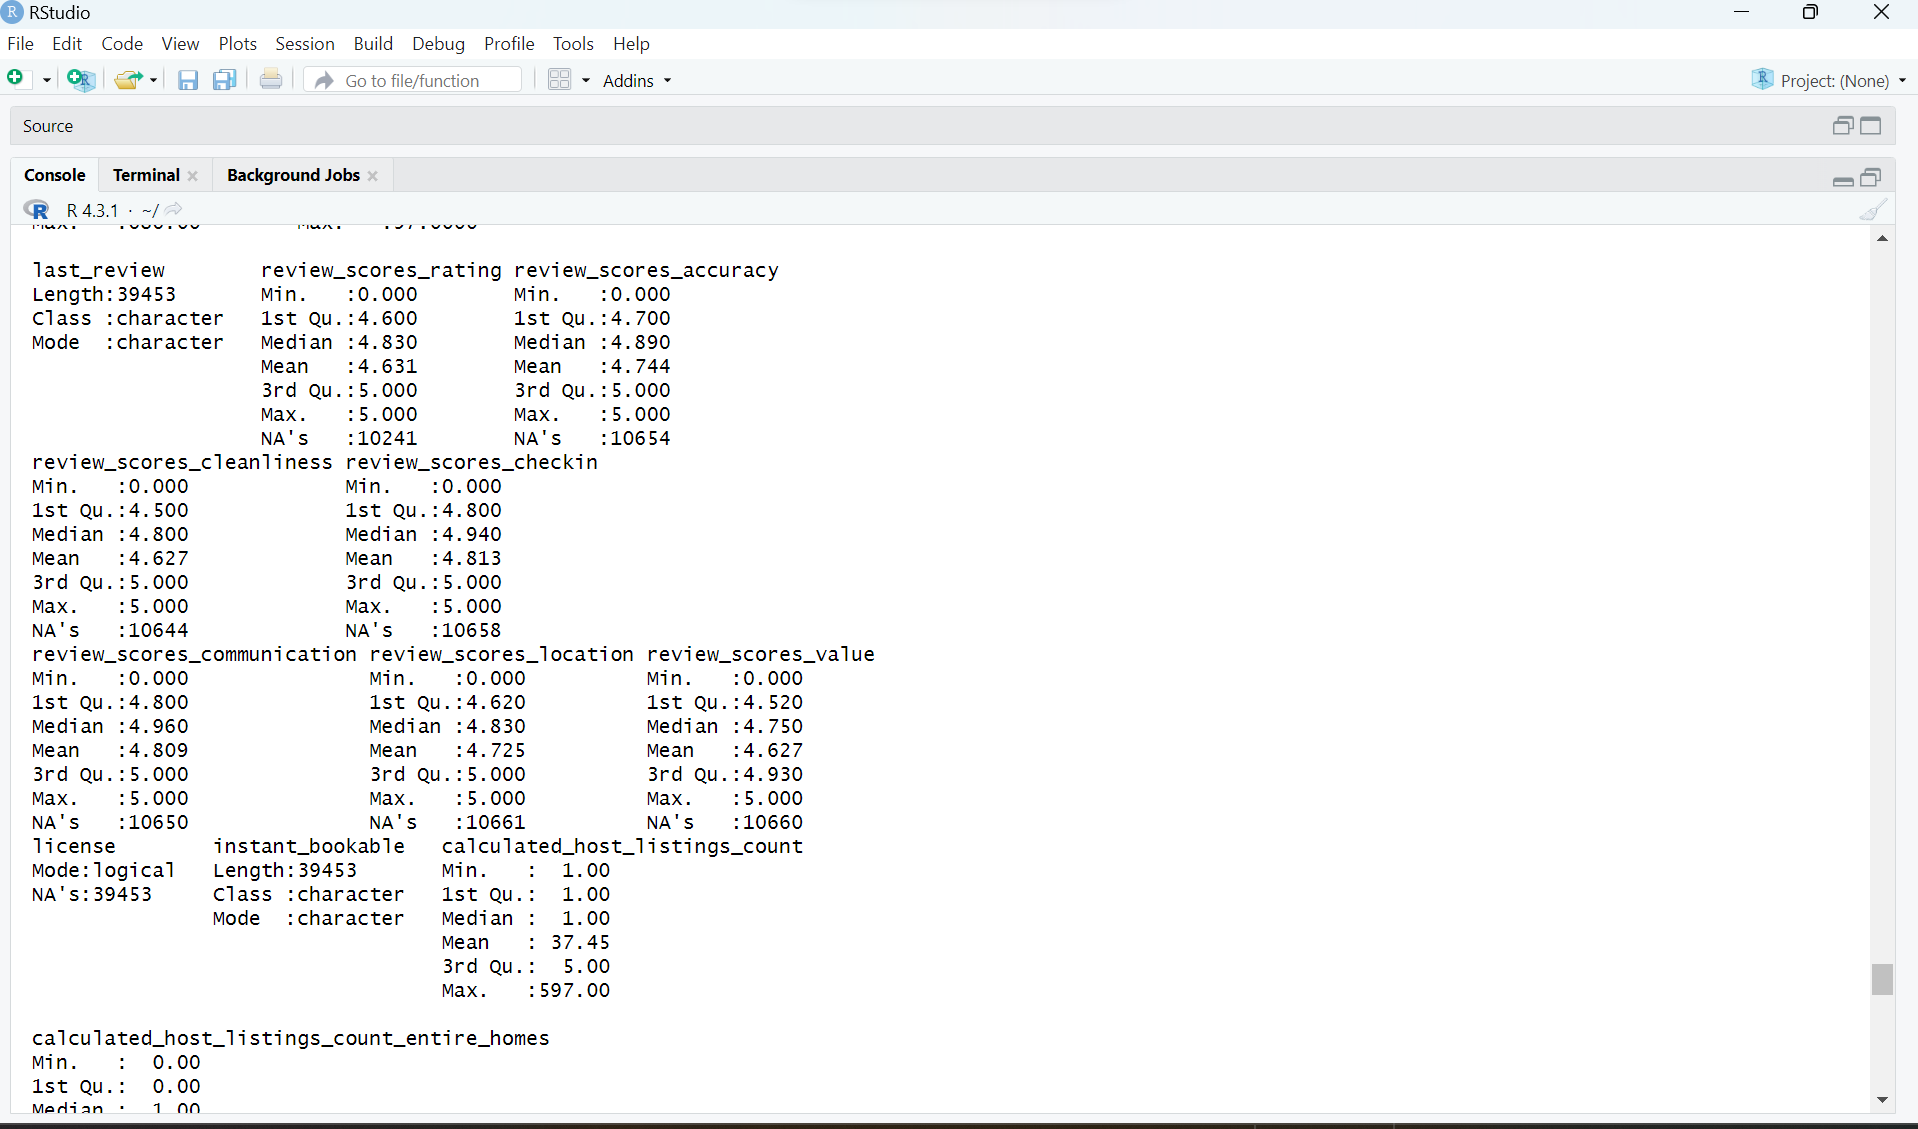 RStudio
File Edit Code View Plots Session Build Debug Profile Tools Help
Go to file/function Addins Project: (None)
Source
Console Terminal Background Jobs
R 4.3.1 · ~/
last_review review_scores_rating review_scores_accuracy
Length:39453 Min. :0.000 Min. :0.000
Class :character 1st Qu.:4.600 1st Qu.:4.700
Mode :character Median :4.830 Median :4.890
Mean :4.631 Mean :4.744
3rd Qu.:5.000 3rd Qu.:5.000
Max. :5.000 Max. :5.000
NA's :10241 NA's :10654
review_scores_cleanliness review_scores_checkin
Min. :0.000 Min. :0.000
1st Qu.:4.500 1st Qu.:4.800
Median :4.800 Median :4.940
Mean :4.627 Mean :4.813
3rd Qu.:5.000 3rd Qu.:5.000
Max. :5.000 Max. :5.000
NA's :10644 NA's :10658
review_scores_communication review_scores_location review_scores_value
Min. :0.000 Min. :0.000 Min. :0.000
1st Qu.:4.800 1st Qu.:4.620 1st Qu.:4.520
Median :4.960 Median :4.830 Median :4.750
Mean :4.809 Mean :4.725 Mean :4.627
3rd Qu.:5.000 3rd Qu.:5.000 3rd Qu.:4.930
Max. :5.000 Max. :5.000 Max. :5.000
NA's :10650 NA's :10661 NA's :10660
license instant_bookable calculated_host_listings_count
Mode:logical Length:39453 Min. : 1.00
NA's:39453 Class :character 1st Qu.: 1.00
Mode :character Median : 1.00
Mean : 37.45
3rd Qu.: 5.00
Max. :597.00
calculated_host_listings_count_entire_homes
Min. : 0.00
1st Qu.: 0.00
Median : 1.00